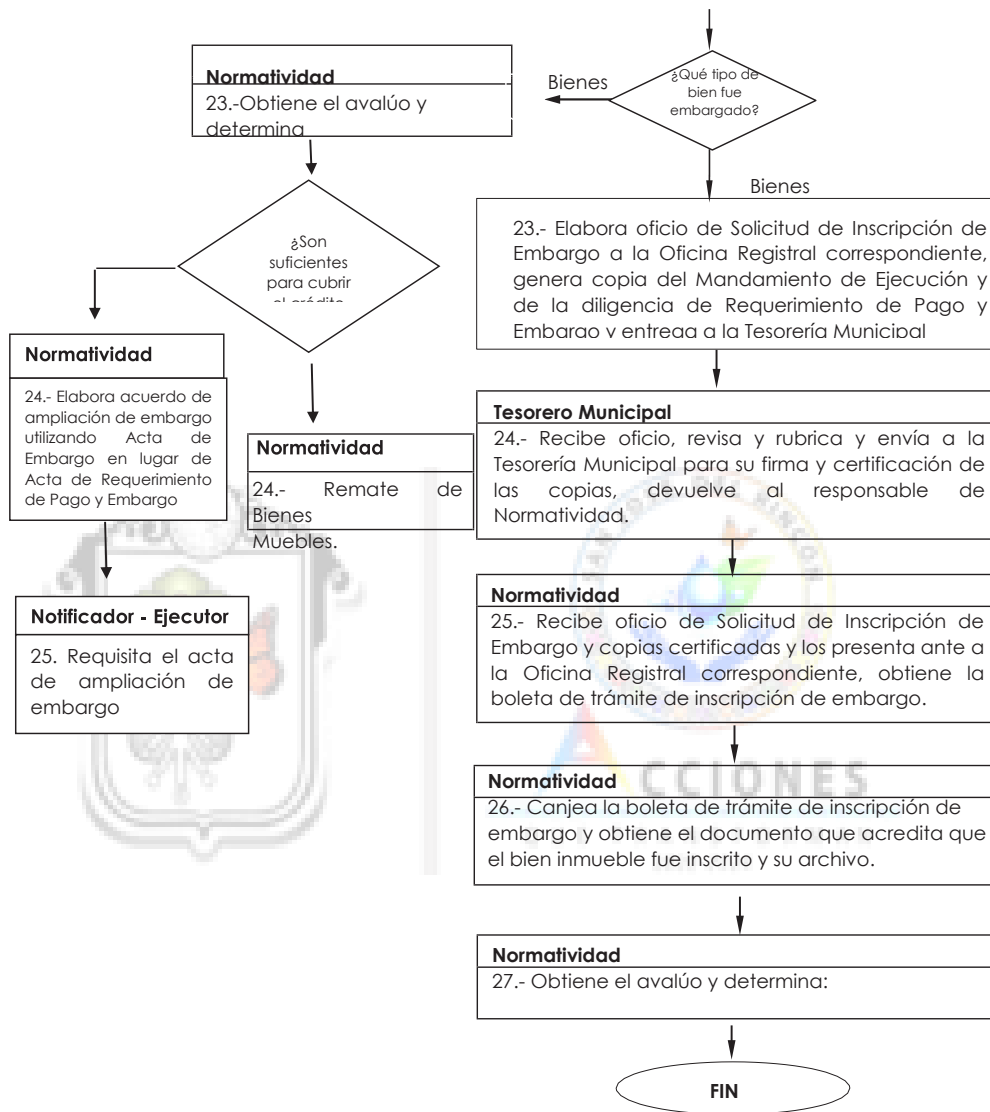 ¿Qué tipo de
bien fue
embargado?
Bienes
Normatividad
23.-Obtiene el avalúo y
determina
¿Son
suficientes
para cubrir
el crédito
Normatividad
24.- Elabora acuerdo de
ampliación de embargo
utilizando Acta de
Embargo en lugar de
Acta de Requerimiento
de Pago y Embargo
Notificador - Ejecutor
25. Requisita el acta
de ampliación de
embargo
Normatividad
24.- Remate de
Bienes
Muebles.
Bienes
23.- Elabora oficio de Solicitud de Inscripción de
Embargo a la Oficina Registral correspondiente,
genera copia del Mandamiento de Ejecución y
de la diligencia de Requerimiento de Pago y
Embargo y entrega a la Tesorería Municipal
Tesorero Municipal
24.- Recibe oficio, revisa y rubrica y envía a la
Tesorería Municipal para su firma y certificación de
las copias, devuelve al responsable de
Normatividad.
Normatividad
25.- Recibe oficio de Solicitud de Inscripción de
Embargo y copias certificadas y los presenta ante a
la Oficina Registral correspondiente, obtiene la
boleta de trámite de inscripción de embargo.
Normatividad
26.- Canjea la boleta de trámite de inscripción de
embargo y obtiene el documento que acredita que
el bien inmueble fue inscrito y su archivo.
Normatividad
27.- Obtiene el avalúo y determina:
FIN
SAN JOSÉ DEL RINCON
ACCIONES